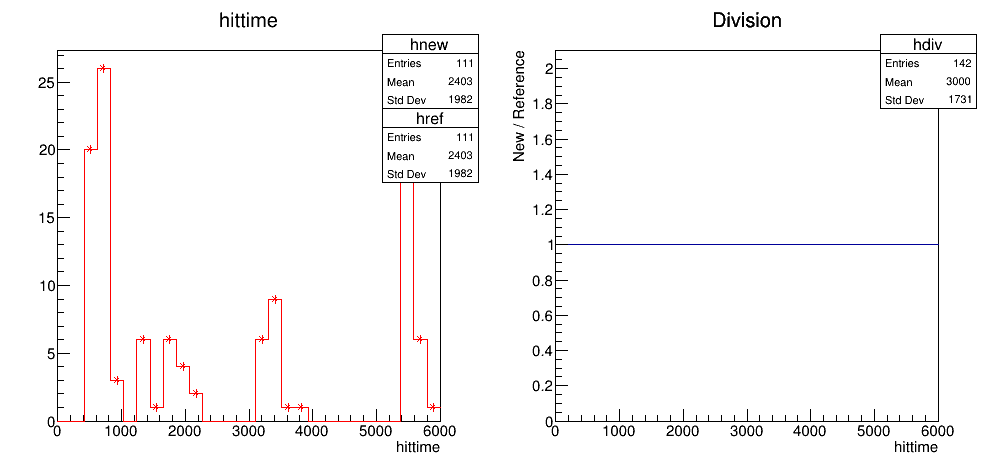 hittime
hnew
Entries 111
Mean 2403
Std Dev 1982
href
Entries 111
Mean 2403
Std Dev 1982
25
20
15
10
5
0
0 1000 2000 3000 4000 5000 6000
hittime
Division
hdiv
Entries 142
Mean 3000
Std Dev 1731
New / Reference
2
1.8
1.6
1.4
1.2
1
0.8
0.6
0.4
0.2
0
0 1000 2000 3000 4000 5000 6000
hittime